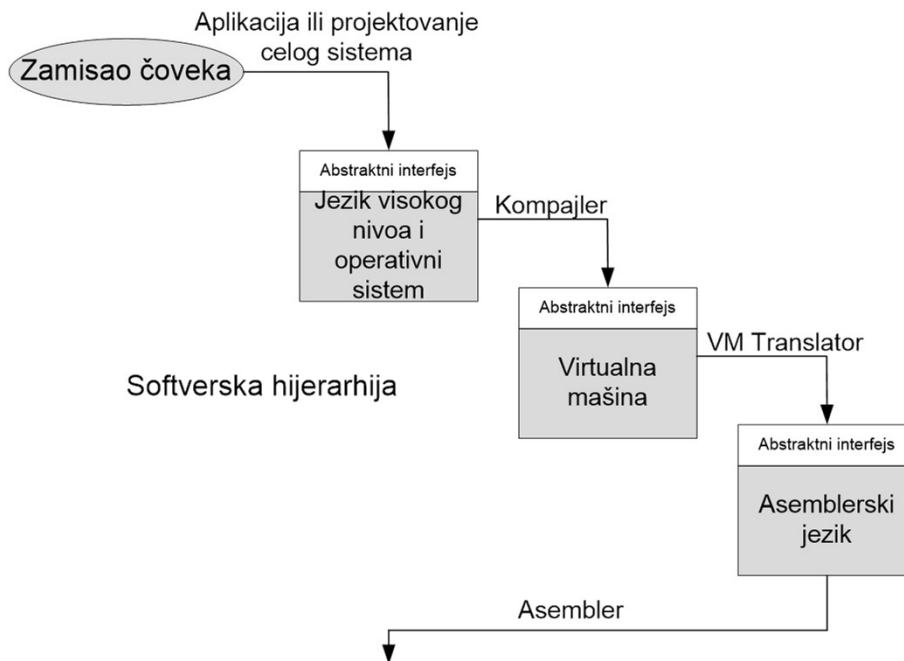 Aplikacija ili projektovanje
celog sistema
Zamisao čoveka
Abstraktni interfejs
Jezik visokog
nivoa i
operativni
sistem
Kompajler
Abstraktni interfejs
Virtualna
mašina
VM Translator
Softverska hijerarhija
Abstraktni interfejs
Asemblerski
jezik
Asembler